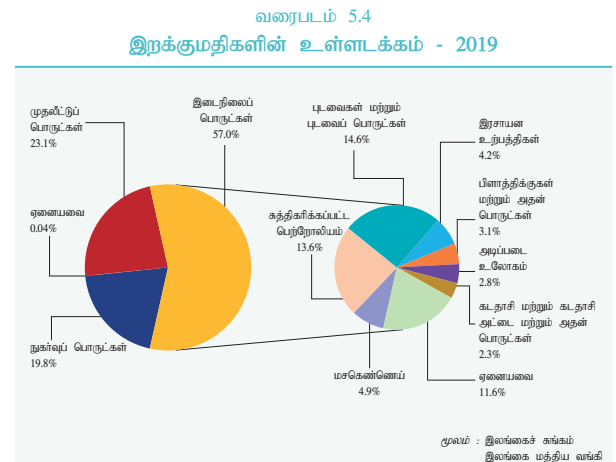 வரைபடம் 5.4
இறக்குமதிகளின் உள்ளடக்கம் - 2019
முதலீட்டுப்
பொருட்கள்
23.1%
இடைநிலைப்
பொருட்கள்
57.0%
ஏனையவை
0.04%
நுகர்வுப் பொருட்கள்
19.8%
புடவைகள் மற்றும்
புடவைப் பொருட்கள்
14.6%
இரசாயன
உற்பத்திகள்
4.2%
பிளாத்திக்குகள்
மற்றும் அதன்
பொருட்கள்
3.1%
அடிப்படை
உலோகம்
2.8%
கடதாசி மற்றும் கடதாசி
அட்டை மற்றும் அதன்
பொருட்கள்
2.3%
ஏனையவை
11.6%
சுத்திகரிக்கப்பட்ட
பெற்றோலியம்
13.6%
மசகெண்ணெய்
4.9%
மூலம் : இலங்கைச் சுங்கம்
இலங்கை மத்திய வங்கி